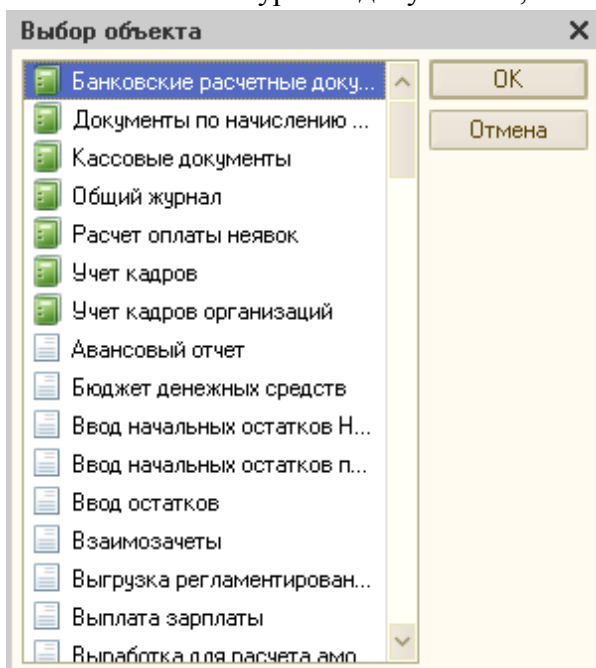 Выбор объекта
Банковские расчетные доку...
OK
Документы по начислению ...
Отмена
Кассовые документы
Общий журнал
Расчет оплаты неявок
Учет кадров
Учет кадров организаций
Авансовый отчет
Бюджет денежных средств
Ввод начальных остатков Н...
Ввод начальных остатков п...
Ввод остатков
Взаимозачеты
Выгрузка регламентирован...
Выплата зарплаты
Выработка для расчета амо